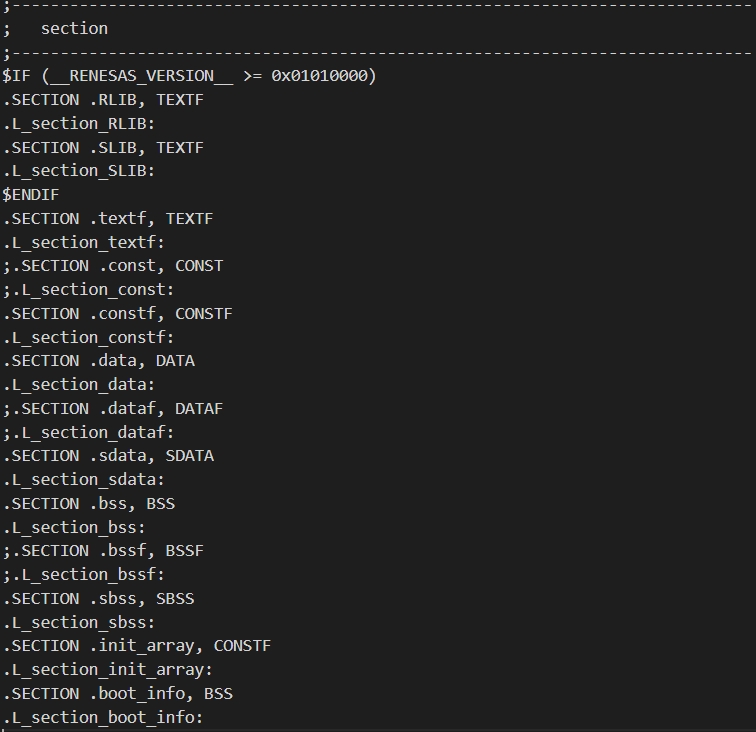 ;-----------------------------------------------------------------------------
;   section
;-----------------------------------------------------------------------------
$IF (__RENESAS_VERSION__ >= 0x01010000)
.SECTION .RLIB, TEXTF
.L_section_RLIB:
.SECTION .SLIB, TEXTF
.L_section_SLIB:
$ENDIF
.SECTION .textf, TEXTF
.L_section_textf:
;.SECTION .const, CONST
;.L_section_const:
.SECTION .constf, CONSTF
.L_section_constf:
.SECTION .data, DATA
.L_section_data:
;.SECTION .dataf, DATAF
;.L_section_dataf:
.SECTION .sdata, SDATA
.L_section_sdata:
.SECTION .bss, BSS
.L_section_bss:
;.SECTION .bssf, BSSF
;.L_section_bssf:
.SECTION .sbss, SBSS
.L_section_sbss:
.SECTION .init_array, CONSTF
.L_section_init_array:
.SECTION .boot_info, BSS
.L_section_boot_info: